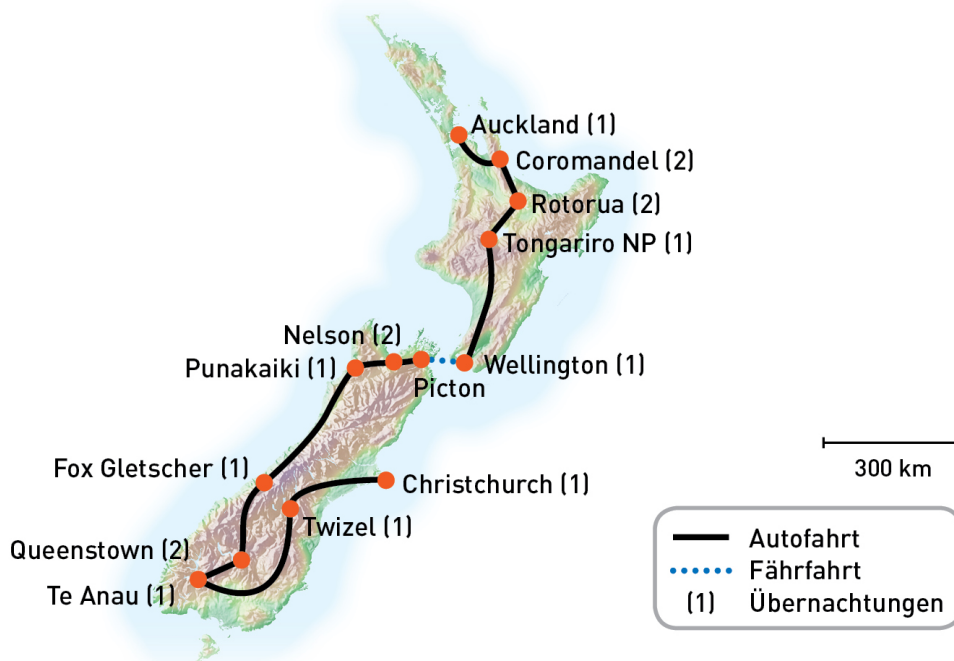 Auckland (1)
Coromandel (2)
Rotorua (2)
Tongariro NP (1)
Nelson (2)
Punakaiki (1)
Wellington (1)
Picton
Fox Gletscher (1)
Christchurch (1)
Twizel (1)
Queenstown (2)
Te Anau (1)
300 km
Autofahrt
Fährfahrt
(1) Übernachtungen